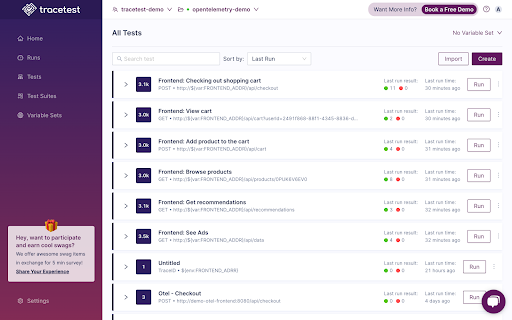 tracetest
tracetest-demo
opentelemetry-demo
Want More Info?
Book a Free Demo
A
Home
Runs
Tests
Test Suites
Variable Sets
Hey, want to participate
and earn cool swags?
We offer awesome swag items
in exchange for 5 min survey!
Share Your Experience
Settings
All Tests
No Variable Set
Search test
Sort by:
Last Run
Import
Create
3.1k
Frontend: Checking out shopping cart
POST • http://${var:FRONTEND_ADDR}/api/checkout
Last run result:
11 0
Last run time:
30 minutes ago
Run
3.0k
Frontend: View cart
GET • http://${var:FRONTEND_ADDR}/api/cart?userId=2491f868-88f1-4345-8836-d...
Last run result:
2 0
Last run time:
30 minutes ago
Run
3.0k
Frontend: Add product to the cart
POST • http://${var:FRONTEND_ADDR}/api/cart
Last run result:
4 0
Last run time:
31 minutes ago
Run
3.0k
Frontend: Browse products
GET • http://${var:FRONTEND_ADDR}/api/products/0PUK6V6EV0
Last run result:
6 0
Last run time:
31 minutes ago
Run
3.1k
Frontend: Get recommendations
GET • http://${var:FRONTEND_ADDR}/api/recommendations
Last run result:
3 0
Last run time:
32 minutes ago
Run
3.5k
Frontend: See Ads
GET • http://${var:FRONTEND_ADDR}/api/data
Last run result:
4 0
Last run time:
32 minutes ago
Run
1
Untitled
TraceID • ${env:FRONTEND_ADRR}
Last run result:
0 0
Last run time:
21 hours ago
Run
3
Otel - Checkout
POST • http://demo-otel-frontend:8080/api/checkout
Last run result:
0 0
Last run time:
4 days ago
Run